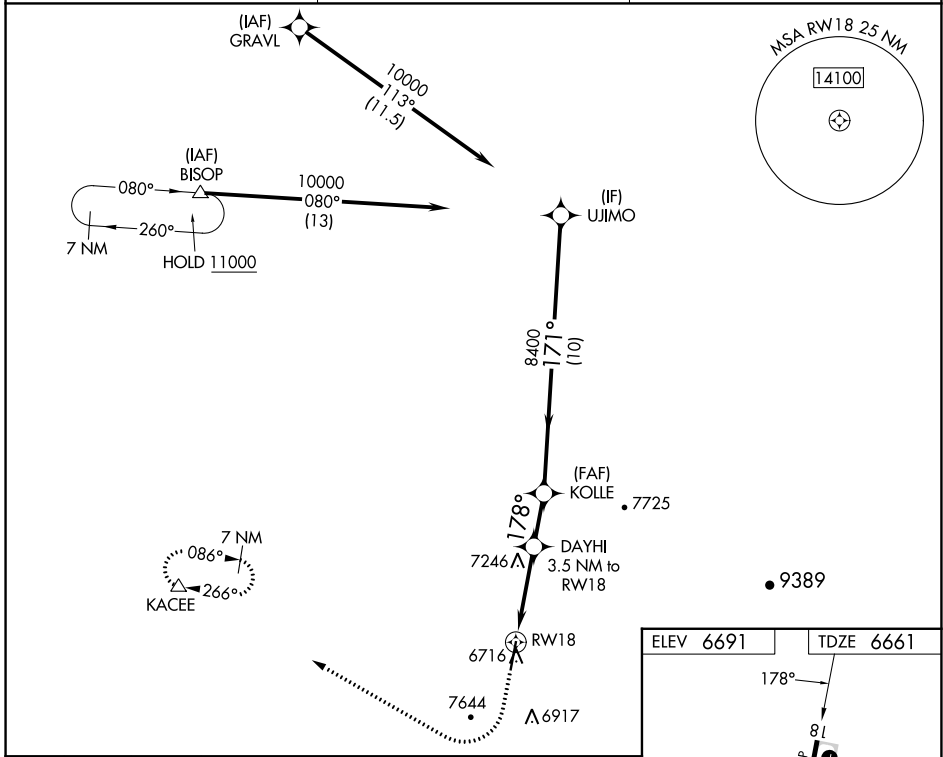 (IAF)
GRAVL
10000
113°
(11.5)
MSA RW18 25 NM
14100
(IAF)
BISOP
080°
10000
080°
(13)
260°
7 NM
HOLD 11000
(IF)
UJIMO
8400
171°
(10)
(FAF)
KOLLE
7725
178°
DAYHI
3.5 NM to
RW18
7246
7 NM
086°
266°
KACEE
9389
RW18
6716
7644
6917
ELEV 6691
TDZE 6661
178°
18
P